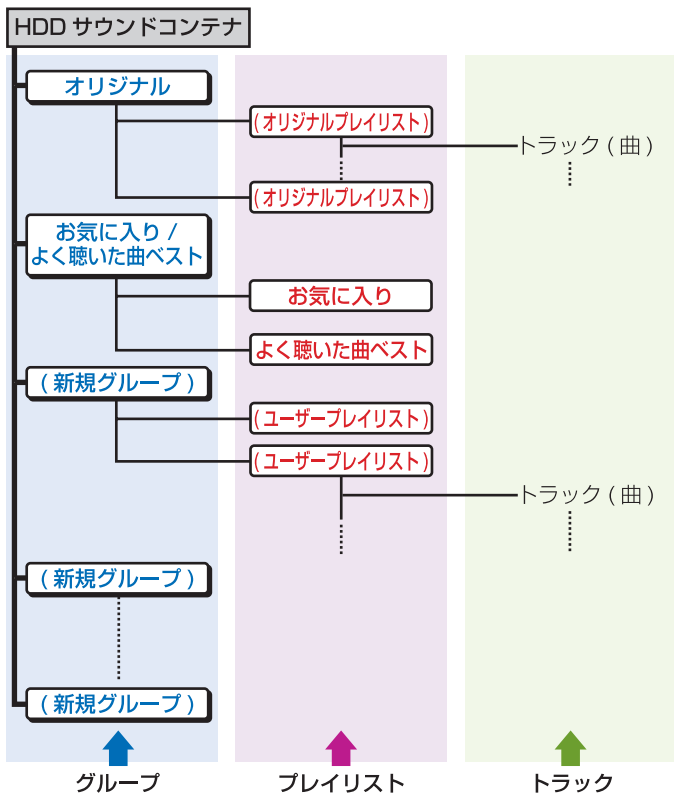 HDD サウンドコンテナ
オリジナル
(オリジナルプレイリスト)
トラック(曲)
(オリジナルプレイリスト)
お気に入り /
よく聴いた曲ベスト
お気に入り
よく聴いた曲ベスト
(新規グループ)
(ユーザープレイリスト)
(ユーザープレイリスト)
トラック(曲)
(新規グループ)
(新規グループ)
グループ
プレイリスト
トラック